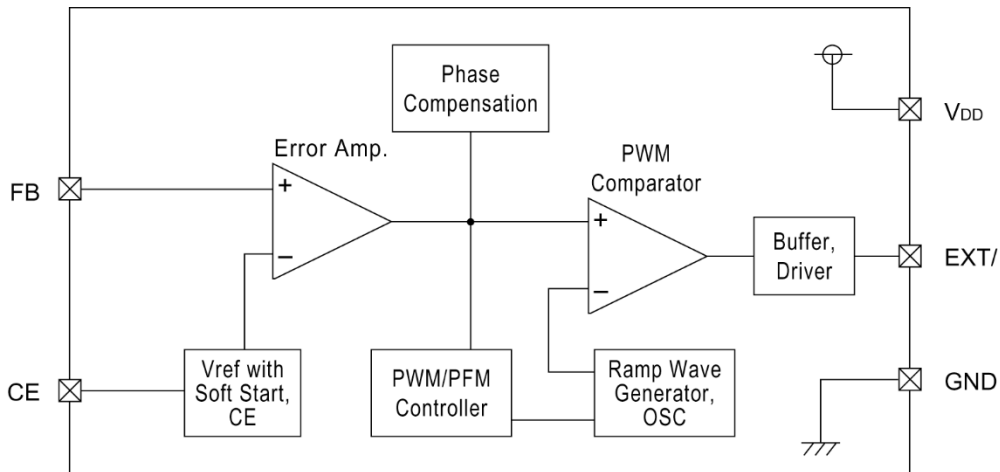 Phase
Compensation
VDD
Error Amp.
PWM
Comparator
FB
+
−
+
−
Buffer,
Driver
EXT/
CE
Vref with
Soft Start,
CE
PWM/PFM
Controller
Ramp Wave
Generator,
OSC
GND